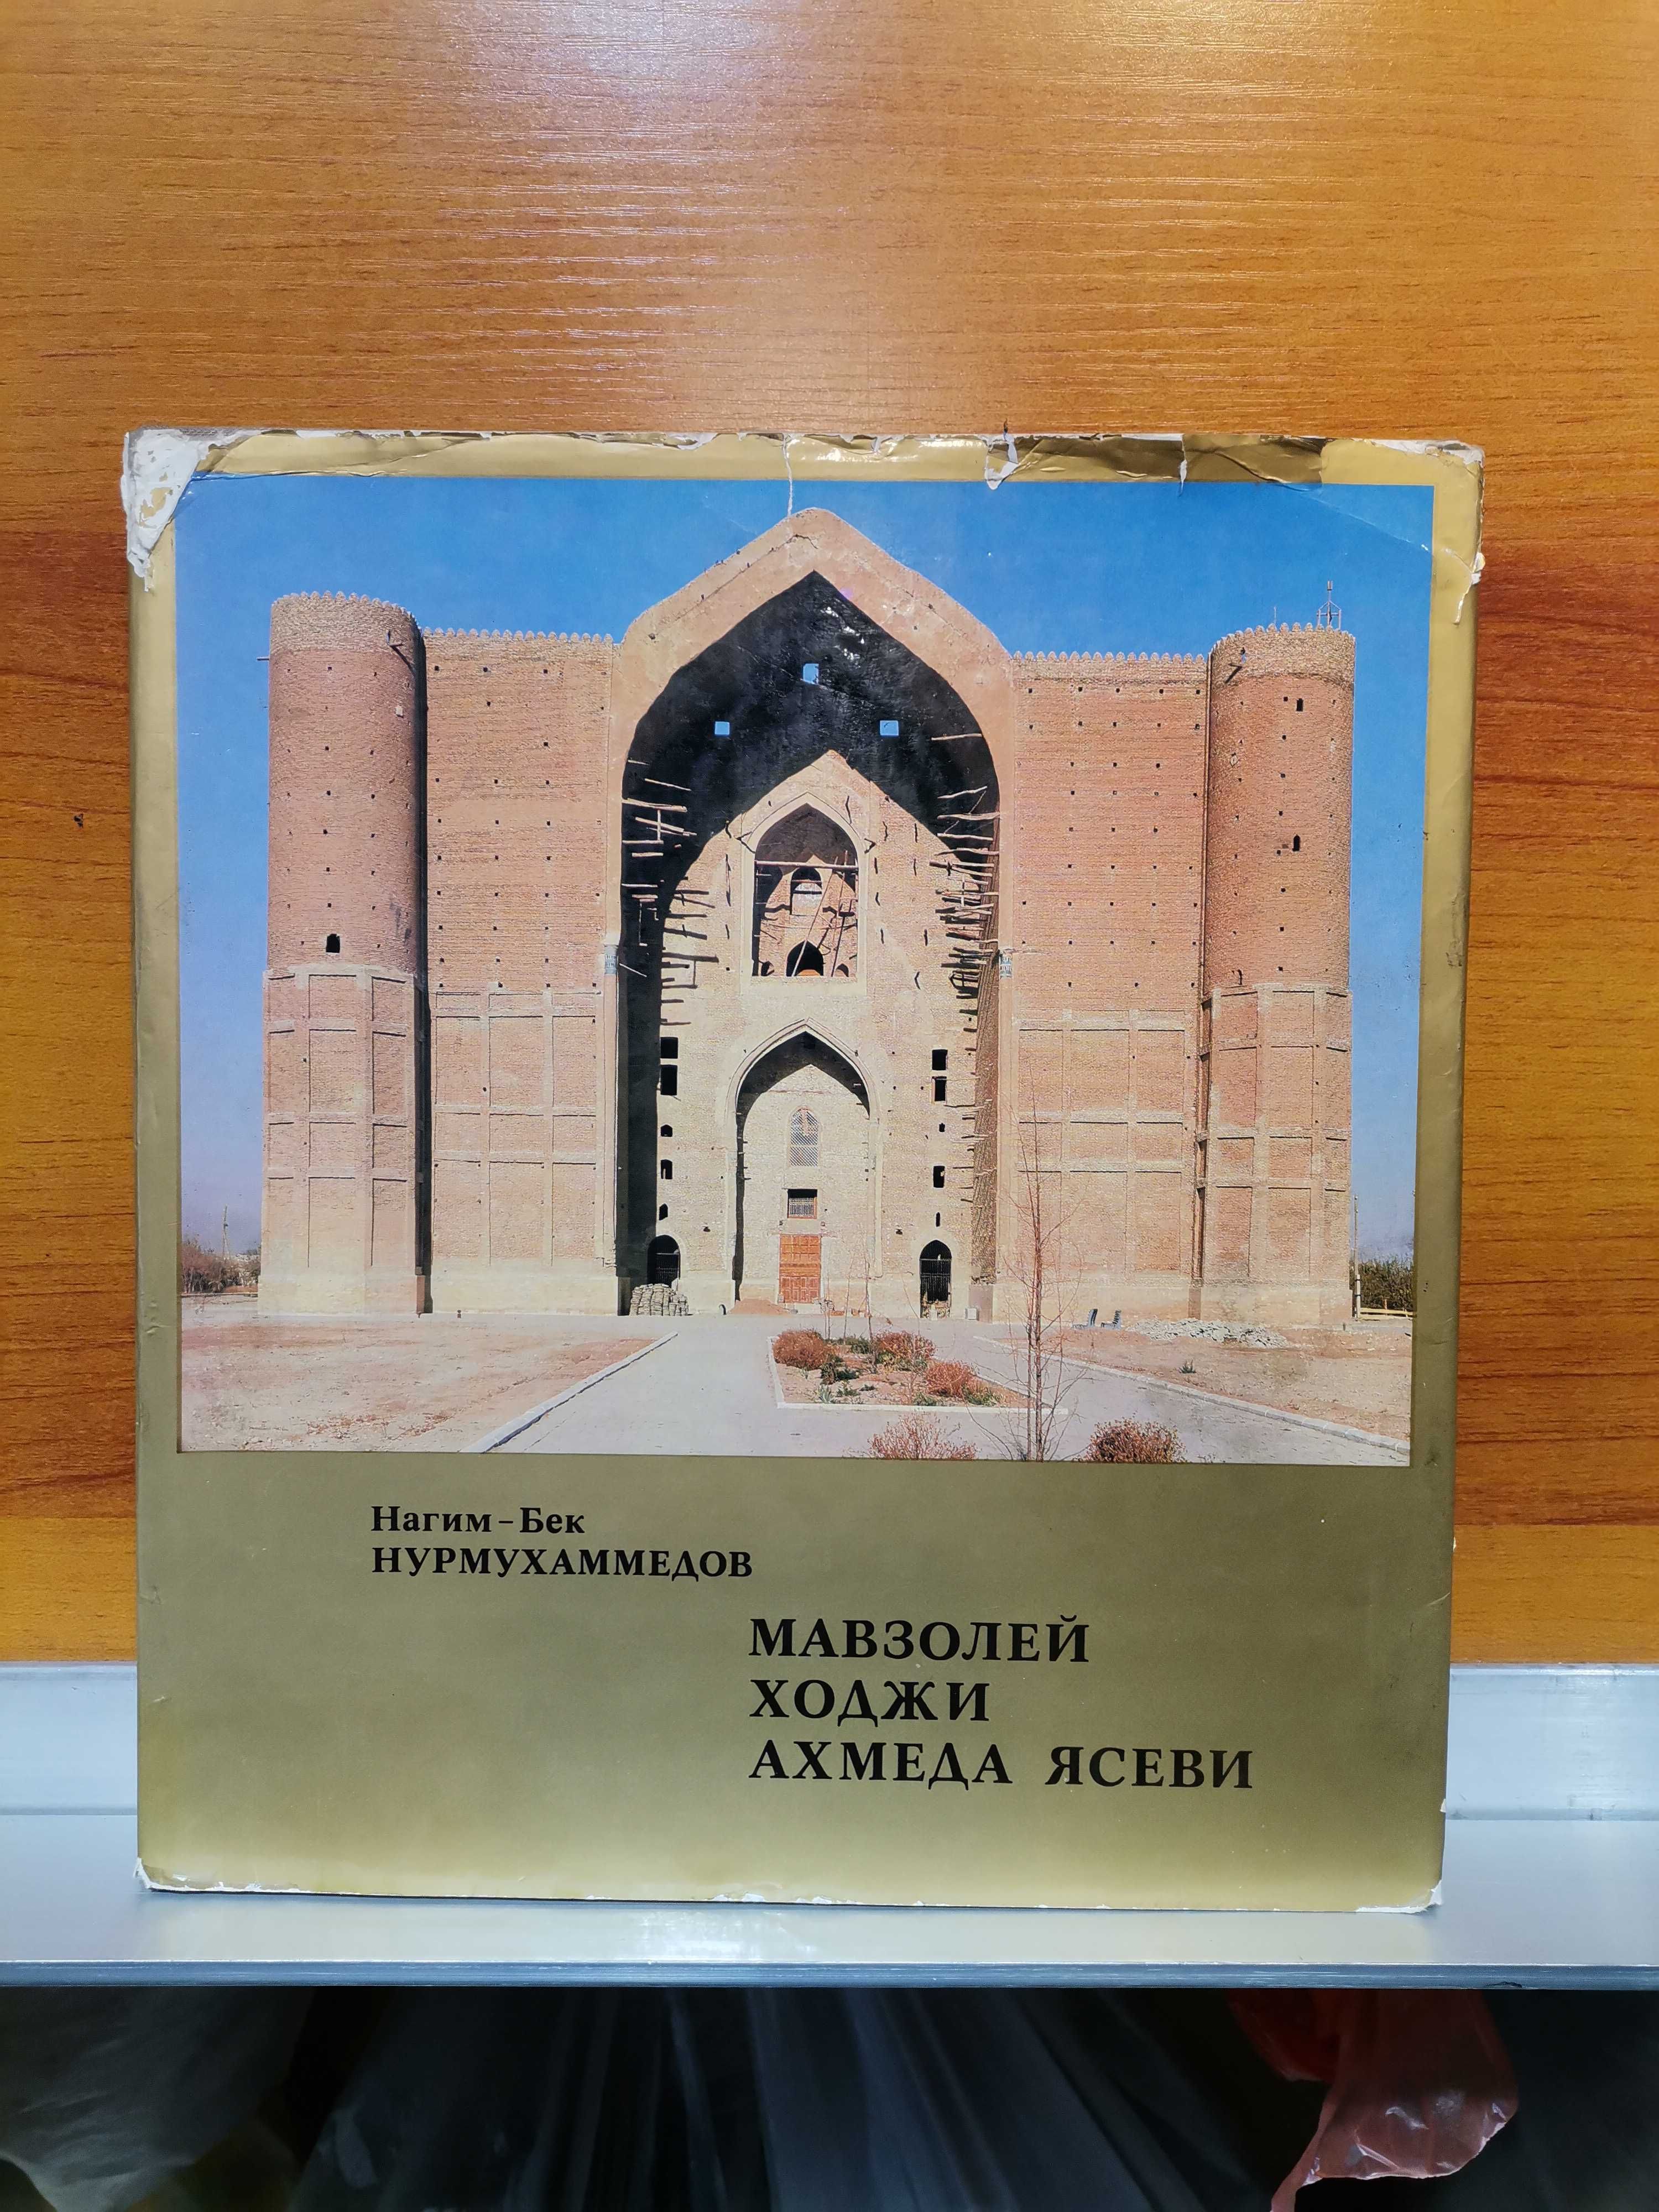 Нагим-Бек
НУРМУХАММЕДОВ
МАВЗОЛЕЙ
ХОДЖИ
АХМЕДА ЯСЕВИ